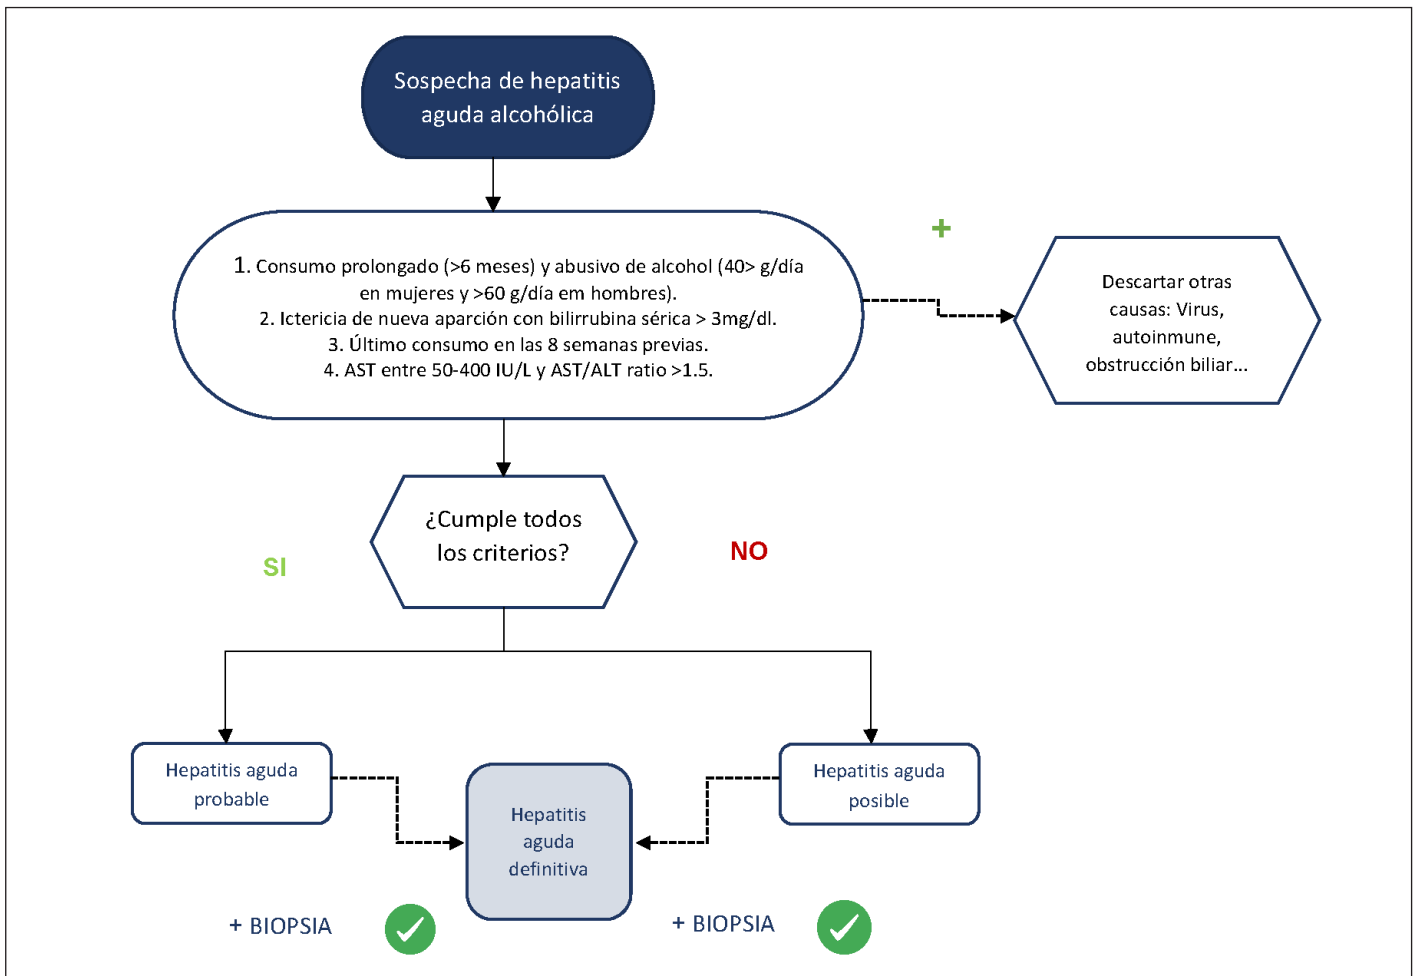 Sospecha de hepatitis
aguda alcohólica
1. Consumo prolongado (>6 meses) y abusivo de alcohol (40> g/día
en mujeres y >60 g/día em hombres).
2. Ictericia de nueva aparición con bilirrubina sérica > 3mg/dl.
3. Último consumo en las 8 semanas previas.
4. AST entre 50-400 IU/L y AST/ALT ratio >1.5.
+
Descartar otras
causas: Virus,
autoinmune,
obstrucción biliar...
¿Cumple todos
los criterios?
SI
NO
Hepatitis aguda
probable
Hepatitis
aguda
definitiva
Hepatitis aguda
posible
+ BIOPSIA
+ BIOPSIA